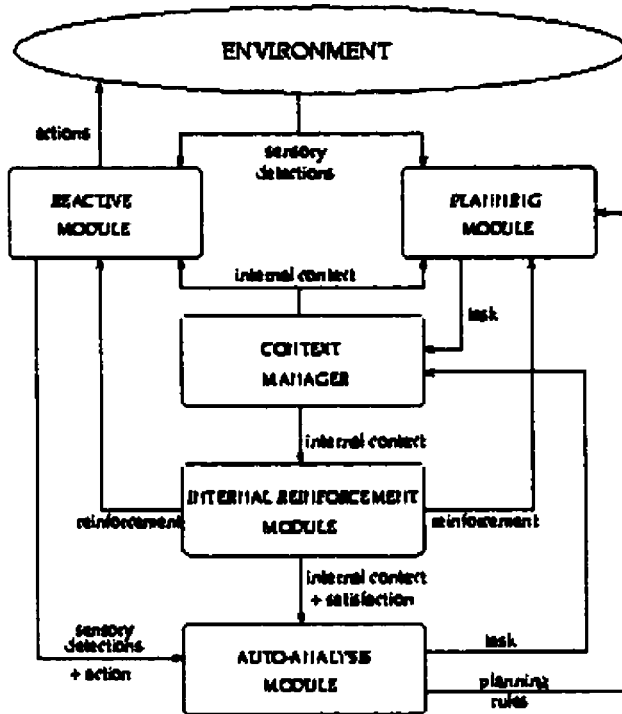 ENVIRONMENT
actions
sensory
detections
REACTIVE
MODULE
PLANNING
MODULE
internal context
task
CONTEXT
MANAGER
internal context
INTERNAL REINFORCEMENT
MODULE
reinforcement
reinforcement
internal context
+ satisfaction
sensory
detections
+ action
AUTO-ANALYSIS
MODULE
task
planning
rules